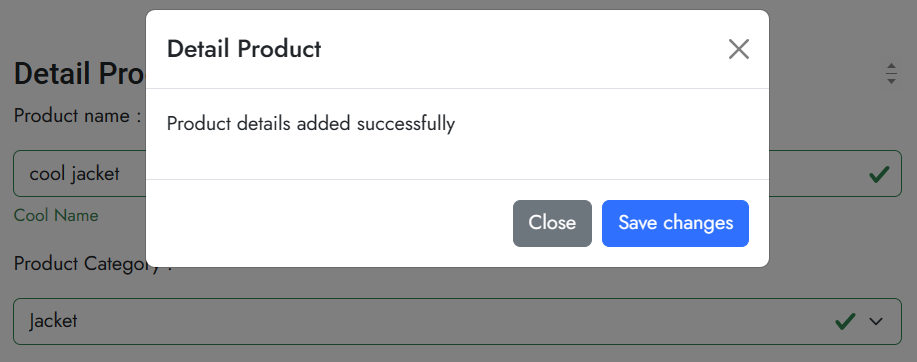 Detail Product
Detail Pro
Product name :
Product details added successfully
cool jacket
Cool Name
Close
Save changes
Product Category :
Jacket